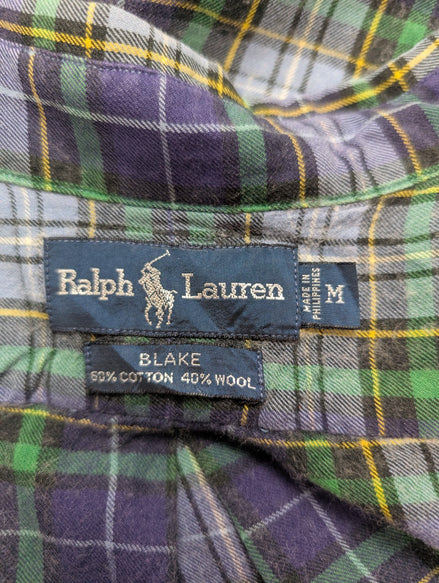 Ralph Lauren
MADE IN
PHILIPPINES
M
BLAKE
60% COTTON 40% WOOL